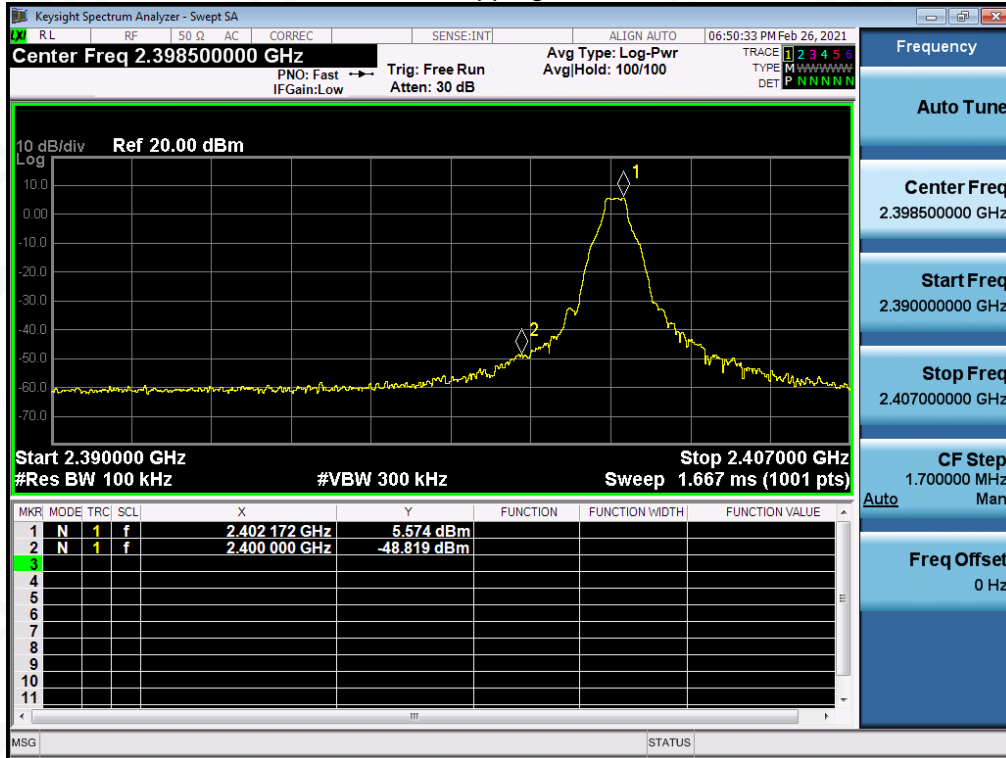 Keysight Spectrum Analyzer - Swept SA
LXI RL RF 50 Ω AC CORREC SENSE:INT ALIGN AUTO 06:50:33 PM Feb 26, 2021
Center Freq 2.398500000 GHz
PNO: Fast
IFGain:Low
Trig: Free Run
Atten: 30 dB
Avg Type: Log-Pwr
Avg|Hold: 100/100
TRACE 1 2 3 4 5 6
TYPE M WWWWW
DET P N N N N N
10 dB/div Ref 20.00 dBm
Log
10.0
0.00
-10.0
-20.0
-30.0
-40.0
-50.0
-60.0
-70.0
1
2
Start 2.390000 GHz Stop 2.407000 GHz
#Res BW 100 kHz #VBW 300 kHz Sweep 1.667 ms (1001 pts)
MKR MODE TRC SCL X Y FUNCTION FUNCTION WIDTH FUNCTION VALUE
1 N 1 f 2.402 172 GHz 5.574 dBm
2 N 1 f 2.400 000 GHz -48.819 dBm
3
4
5
6
7
8
9
10
11
MSG STATUS
Frequency
Auto Tune
Center Freq
2.398500000 GHz
Start Freq
2.390000000 GHz
Stop Freq
2.407000000 GHz
CF Step
1.700000 MHz
Auto Man
Freq Offset
0 Hz